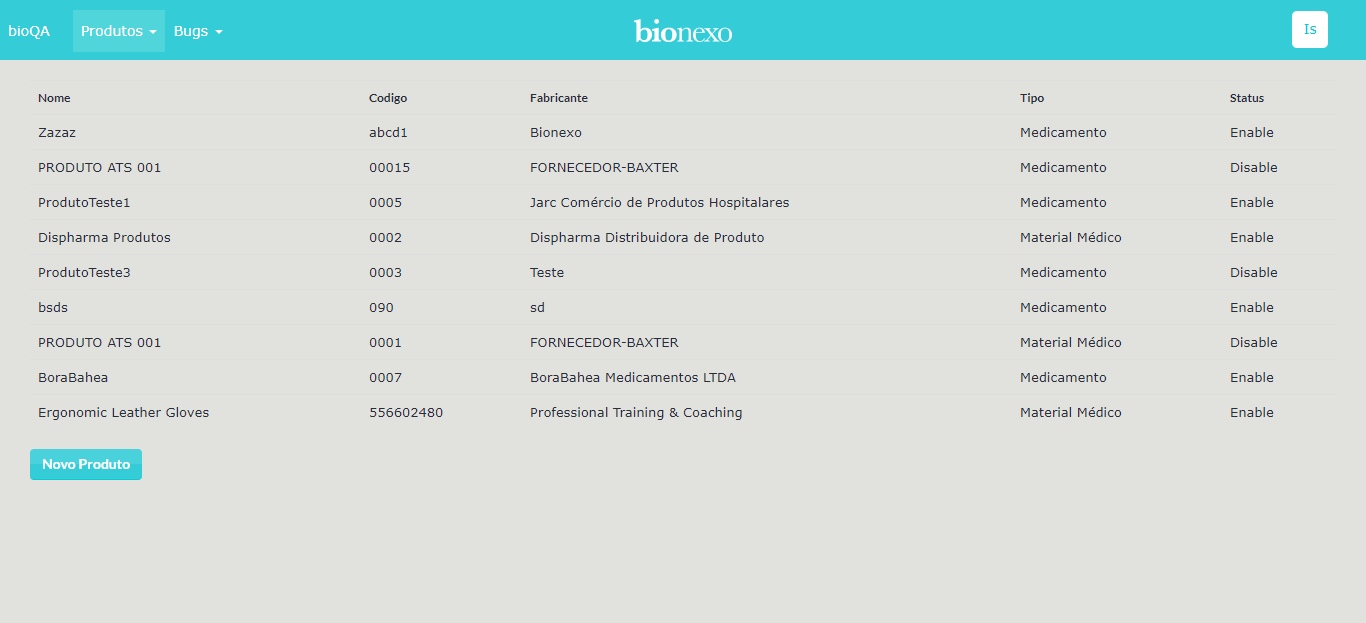 bioQA Produtos Bugs bionexo Is
Nome Codigo Fabricante Tipo Status
Zazaz abcd1 Bionexo Medicamento Enable
PRODUTO ATS 001 00015 FORNECEDOR-BAXTER Medicamento Disable
ProdutoTeste1 0005 Jarc Comércio de Produtos Hospitalares Medicamento Enable
Dispharma Produtos 0002 Dispharma Distribuidora de Produto Material Médico Enable
ProdutoTeste3 0003 Teste Medicamento Disable
bsds 090 sd Medicamento Enable
PRODUTO ATS 001 0001 FORNECEDOR-BAXTER Material Médico Disable
BoraBahea 0007 BoraBahea Medicamentos LTDA Medicamento Enable
Ergonomic Leather Gloves 556602480 Professional Training & Coaching Material Médico Enable
Novo Produto